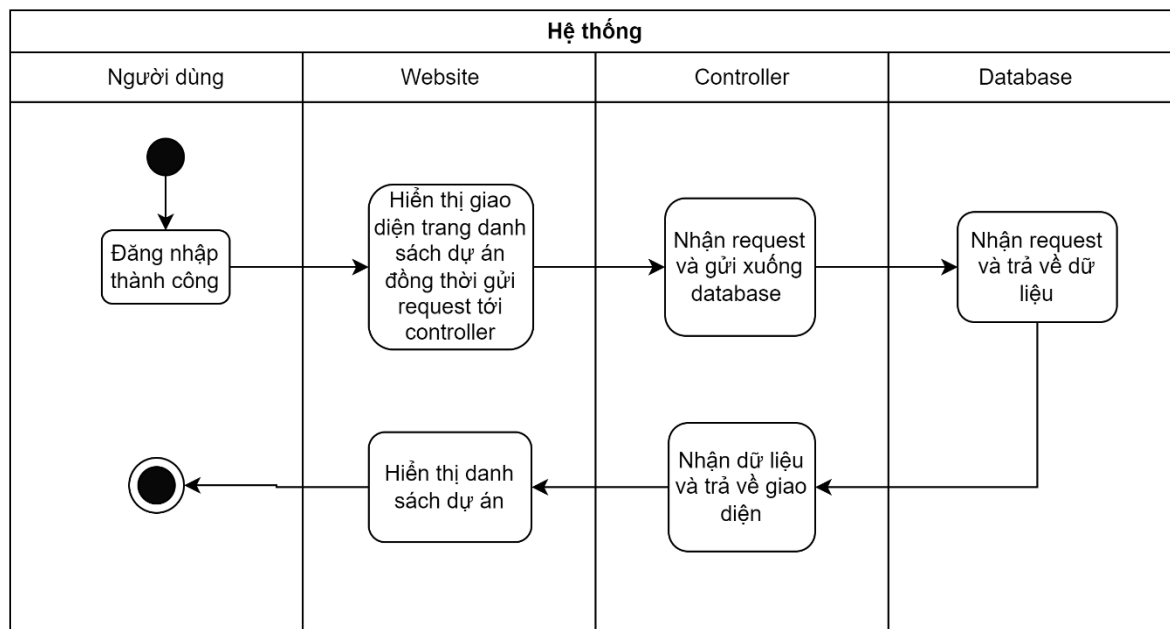 Hệ thống
Người dùng
Website
Controller
Database
Đăng nhập
thành công
Hiển thị giao
diện trang danh
sách dự án
đồng thời gửi
request tới
controller
Nhận request
và gửi xuống
database
Nhận request
và trả về dữ
liệu
Hiển thị danh
sách dự án
Nhận dữ liệu
và trả về giao
diện